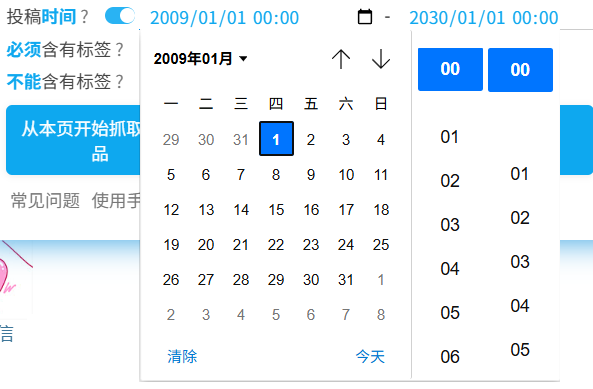 投稿时间 ? 2009/01/01 00:00 - 2030/01/01 00:00
必须含有标签 ?
不能含有标签 ?
从本页开始抓取
品
常见问题 使用手
信
2009年01月
一 二 三 四 五 六 日
29 30 31 1 2 3 4
5 6 7 8 9 10 11
12 13 14 15 16 17 18
19 20 21 22 23 24 25
26 27 28 29 30 31 1
2 3 4 5 6 7 8
清除 今天
00 00
01 01
02 02
03 03
04 04
05 05
06